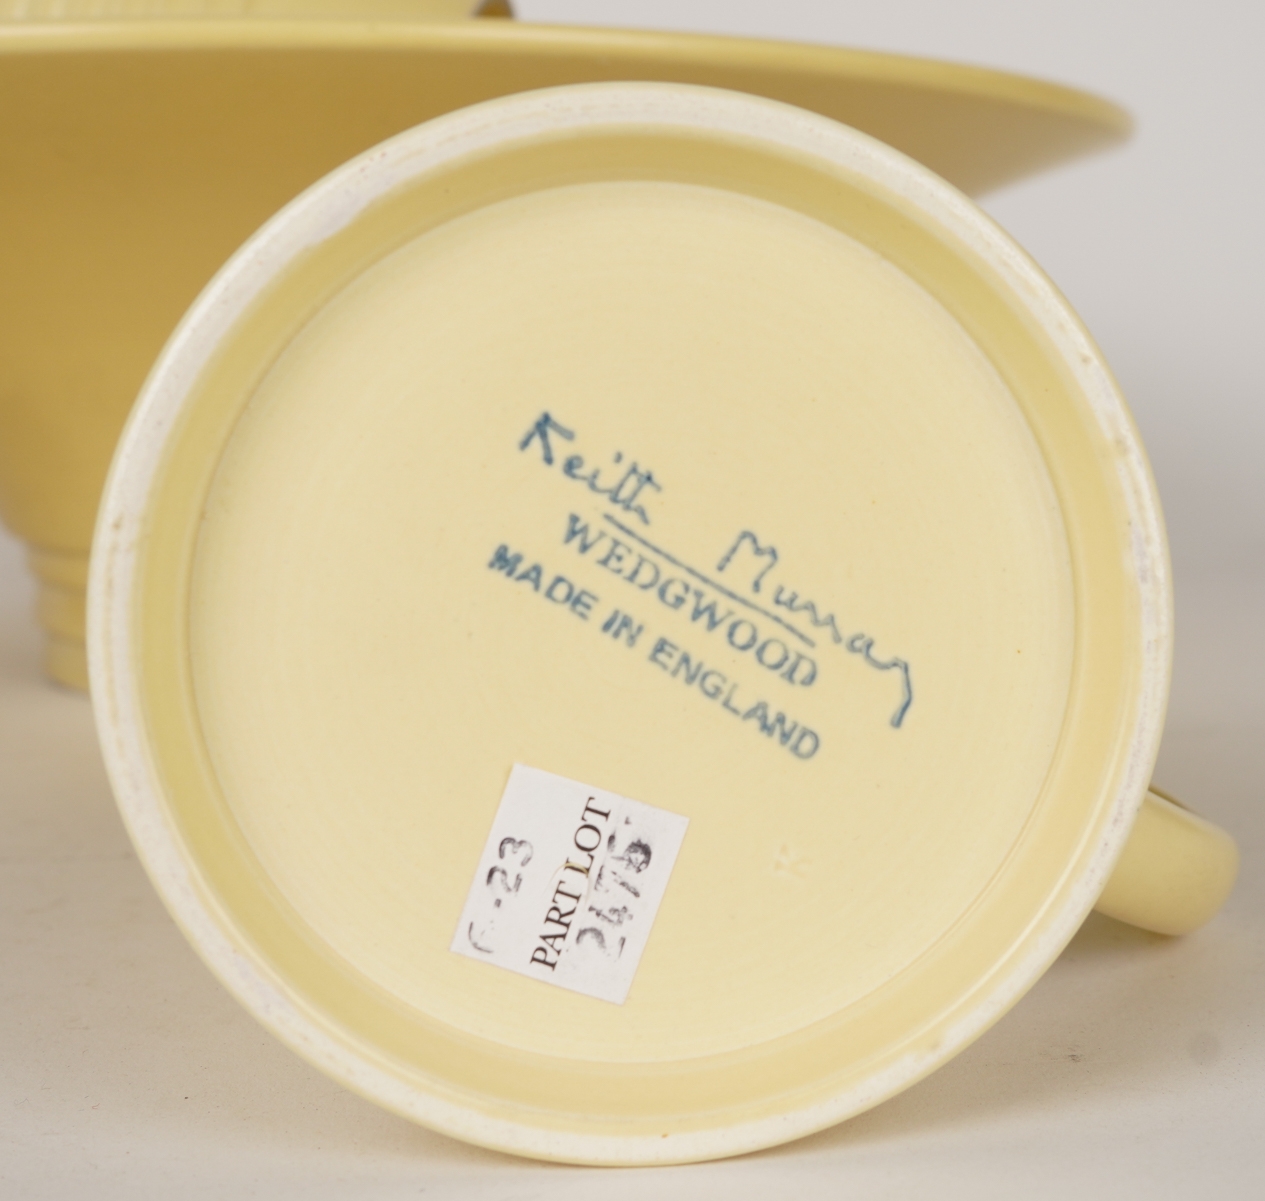 Keith Murray
WEDGWOOD
MADE IN ENGLAND
-23
PART LOT